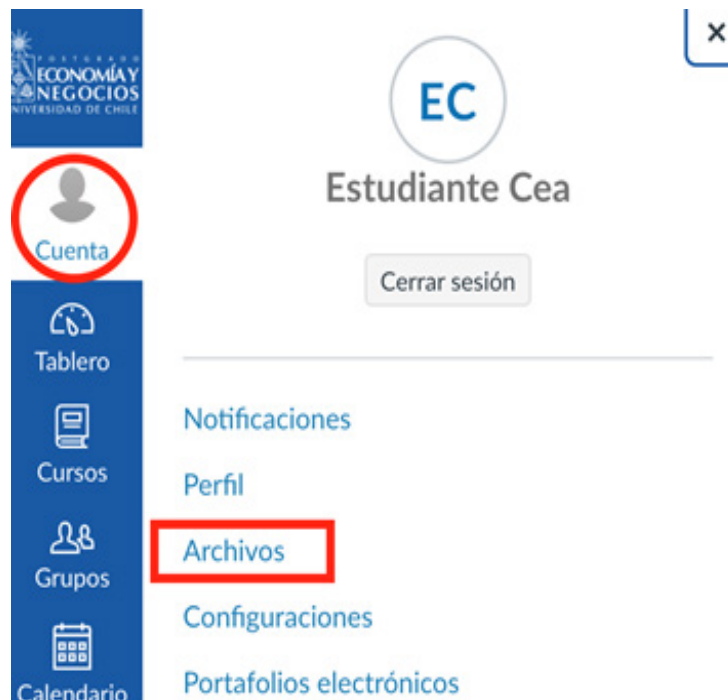 POSTGRADO
ECONOMÍA Y
NEGOCIOS
UNIVERSIDAD DE CHILE
Cuenta
Tablero
Cursos
Grupos
Calendario
×
EC
Estudiante Cea
Cerrar sesión
Notificaciones
Perfil
Archivos
Configuraciones
Portafolios electrónicos